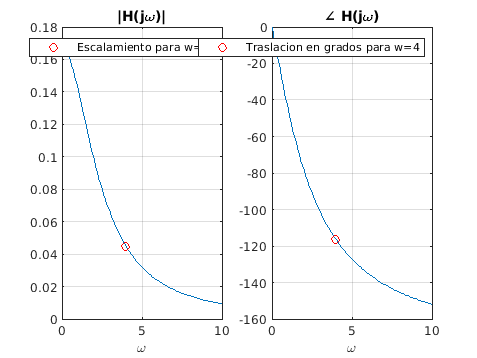 |H(jω)|
∠ H(jω)
Escalamiento para w=
Traslacion en grados para w=4
0.18
0.16
0.14
0.12
0.1
0.08
0.06
0.04
0.02
0
0 5 10
ω
0
-20
-40
-60
-80
-100
-120
-140
-160
0 5 10
ω